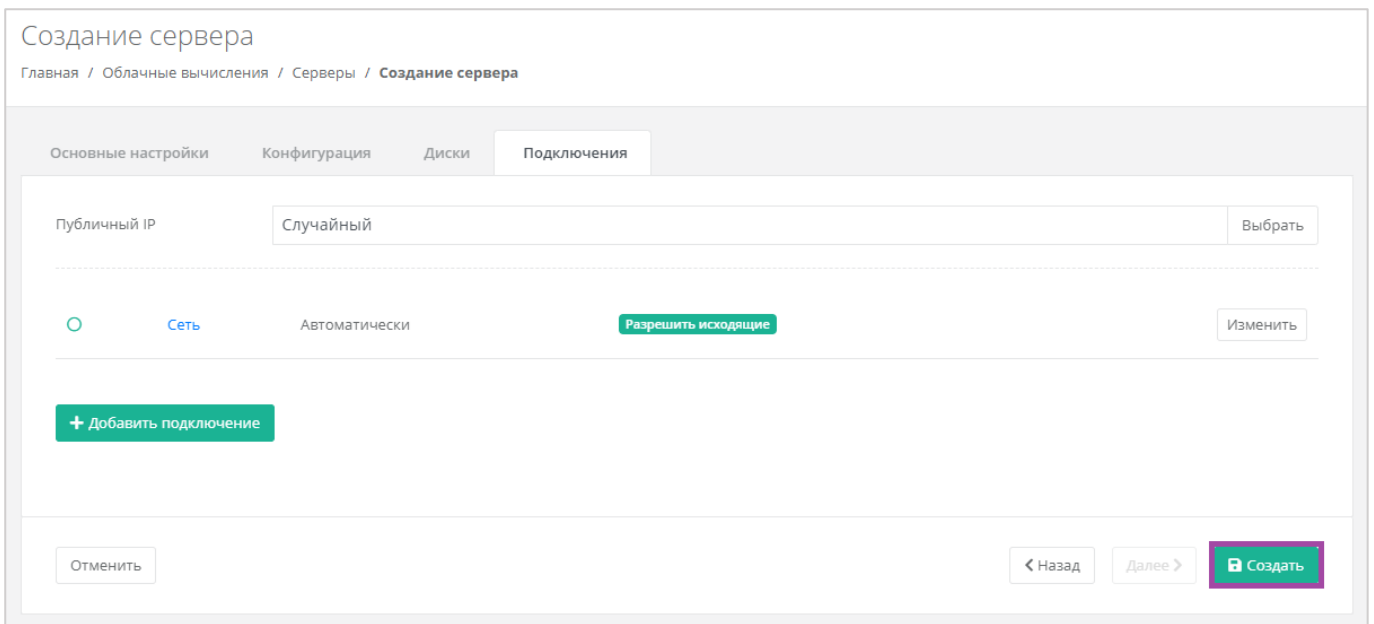 Создание сервера
Главная / Облачные вычисления / Серверы / Создание сервера
Основные настройки Конфигурация Диски Подключения
Публичный IP Случайный Выбрать
Сеть Автоматически Разрешить исходящие Изменить
+ Добавить подключение
Отменить Назад Далее Создать